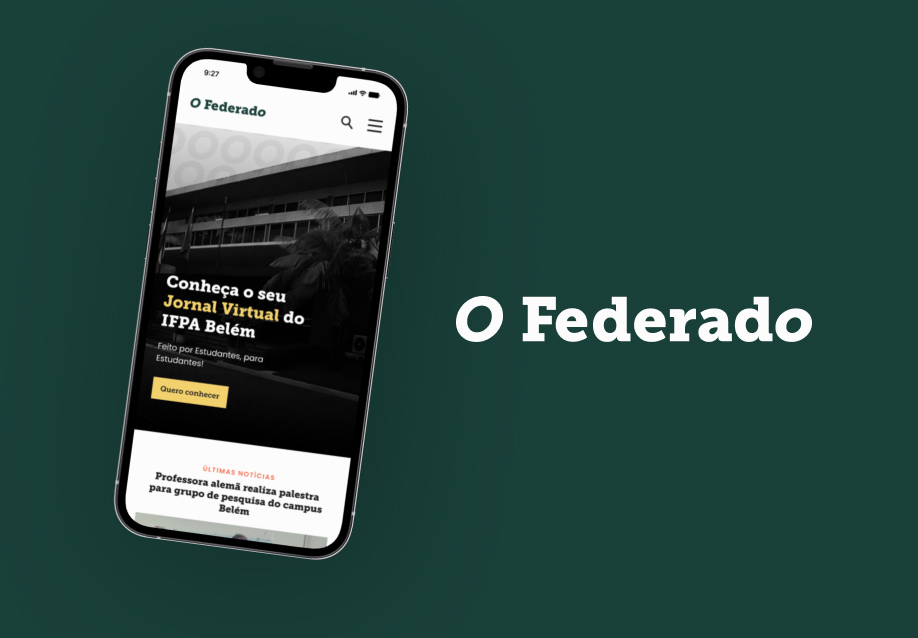 9:27
O Federado
Conheça o seu
Jornal Virtual do
IFPA Belém
Feito por Estudantes, para
Estudantes!
Quero conhecer
ÚLTIMAS NOTÍCIAS
Professora alemã realiza palestra
para grupo de pesquisa do campus
Belém
O Federado